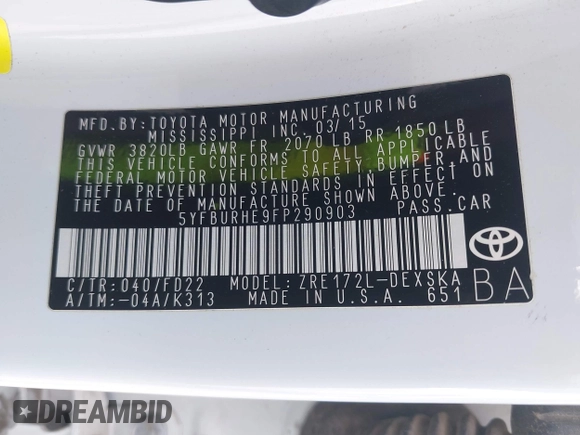 MFD. BY: TOYOTA MOTOR MANUFACTURING
MISSISSIPPI INC. 03/15
GVWR 3820LB GAWR FR 2070 LB RR 1850 LB
THIS VEHICLE CONFORMS TO ALL APPLICABLE
FEDERAL MOTOR VEHICLE SAFETY, BUMPER, AND
THEFT PREVENTION STANDARDS IN EFFECT ON
THE DATE OF MANUFACTURE SHOWN ABOVE.
5YFBURHE9FP290903 PASS. CAR
C/TR: 040/FD22 MODEL: ZRE172L-DEXSKA
A/TM: -04A/K313 MADE IN U.S.A. 651
BA
DREAMBID